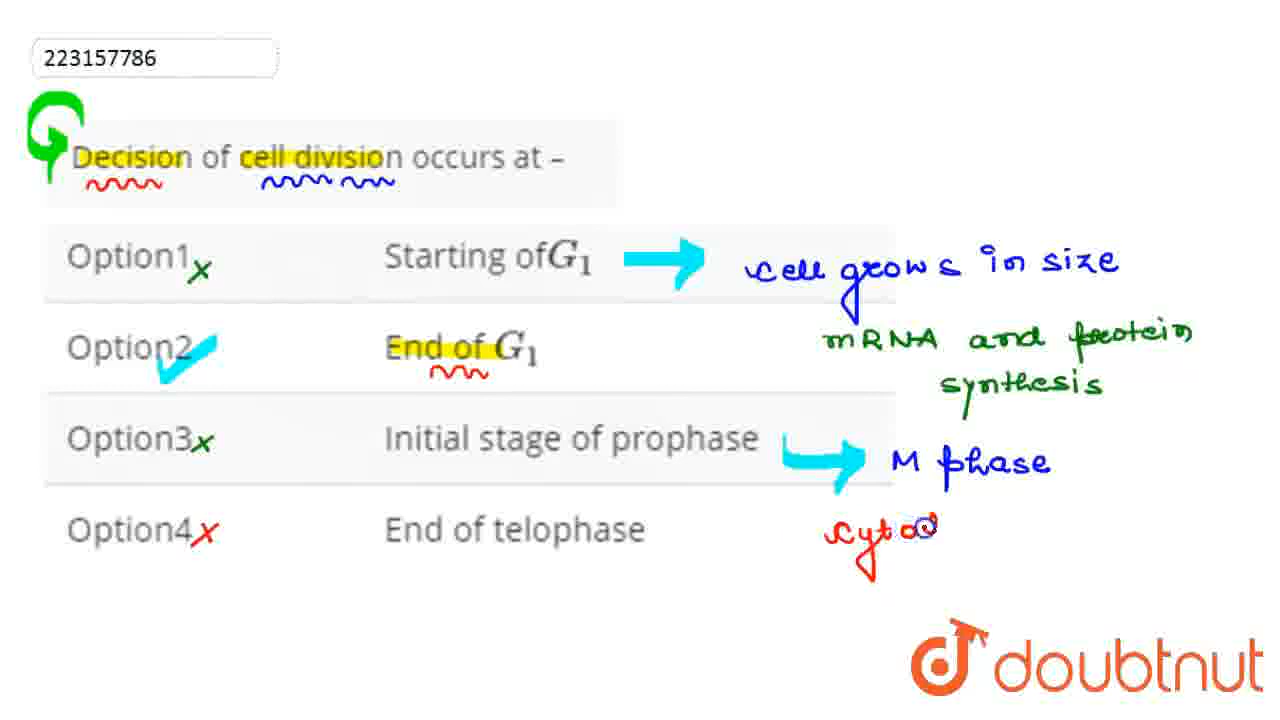 223157786
Decision of cell division occurs at –
Option1 x Starting of G₁ cell grows in size
mRNA and protein
synthesis
Option2 End of G₁
Option3 x Initial stage of prophase M phase
Option4 x End of telophase
doubtnut